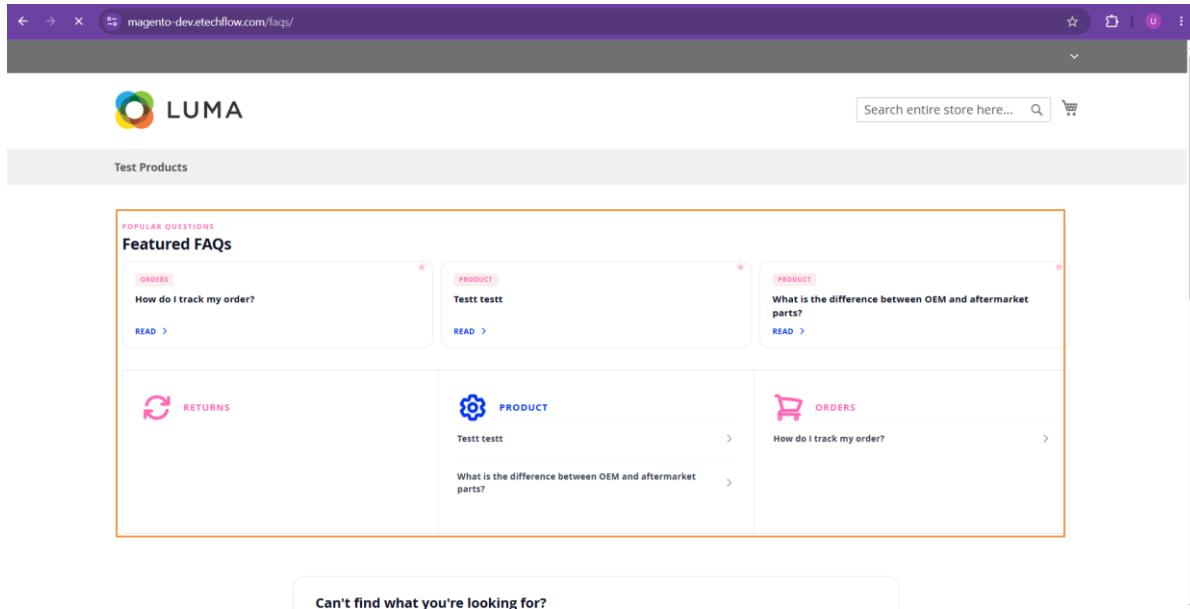 magento-dev.etechflow.com/faqs/
U
LUMA
Search entire store here...
Test Products
POPULAR QUESTIONS
Featured FAQs
ORDERS
How do I track my order?
READ
PRODUCT
Testt testt
READ
PRODUCT
What is the difference between OEM and aftermarket
parts?
READ
RETURNS
PRODUCT
Testt testt
What is the difference between OEM and aftermarket
parts?
ORDERS
How do I track my order?
Can't find what you're looking for?